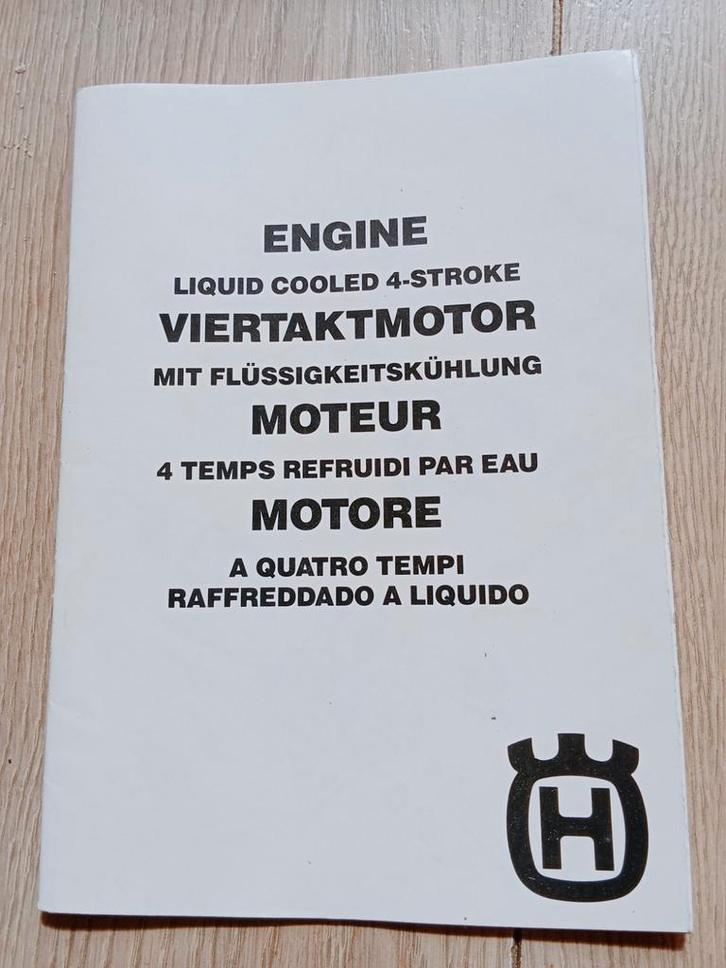 ENGINE
LIQUID COOLED 4-STROKE
VIERTAKTMOTOR
MIT FLÜSSIGKEITSKÜHLUNG
MOTEUR
4 TEMPS REFRUIDI PAR EAU
MOTORE
A QUATRO TEMPI
RAFFREDDADO A LIQUIDO
H